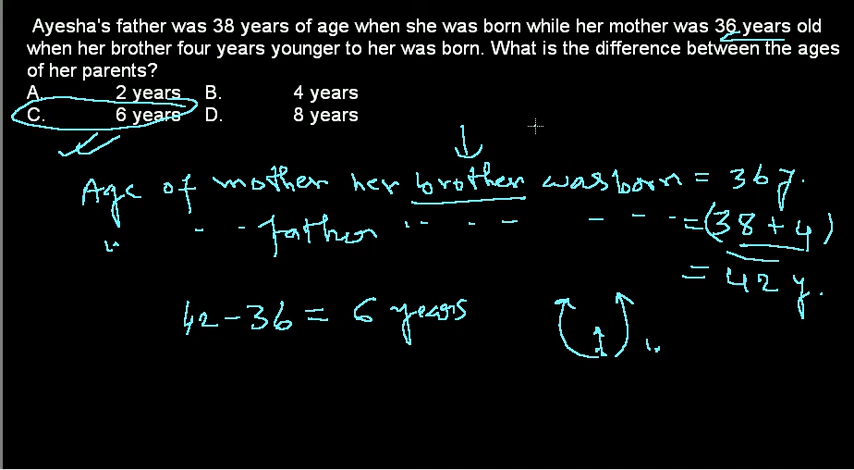 Ayesha's father was 38 years of age when she was born while her mother was 36 years old
when her brother four years younger to her was born. What is the difference between the ages
of her parents?
A. 2 years B. 4 years
C. 6 years D. 8 years
Age of mother her brother was born = 36 y.
" - - father " - - - - - = (38 + 4)
= 42 y.
42 - 36 = 6 years